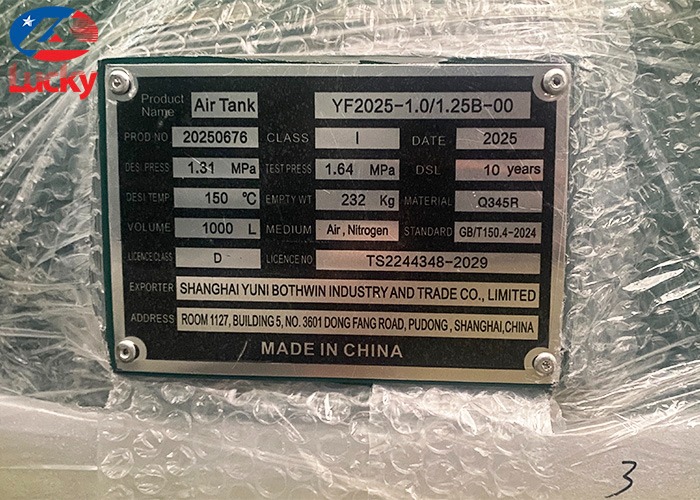 Lucky
Product Name Air Tank YF2025-1.0/1.25B-00
PROD NO 20250676 CLASS I DATE 2025
DESI.PRESS 1.31 MPa TEST PRESS 1.64 MPa DSL 10 years
DESI TEMP 150 ℃ EMPTY WT 232 Kg MATERIAL Q345R
VOLUME 1000 L MEDIUM Air, Nitrogen STANDARD GB/T150.4-2024
LICENCE CLASS D LICENCE NO TS2244348-2029
EXPORTER SHANGHAI YUNI BOTHWIN INDUSTRY AND TRADE CO., LIMITED
ADDRESS ROOM 1127, BUILDING 5, NO. 3601 DONG FANG ROAD, PUDONG, SHANGHAI,CHINA
MADE IN CHINA
3